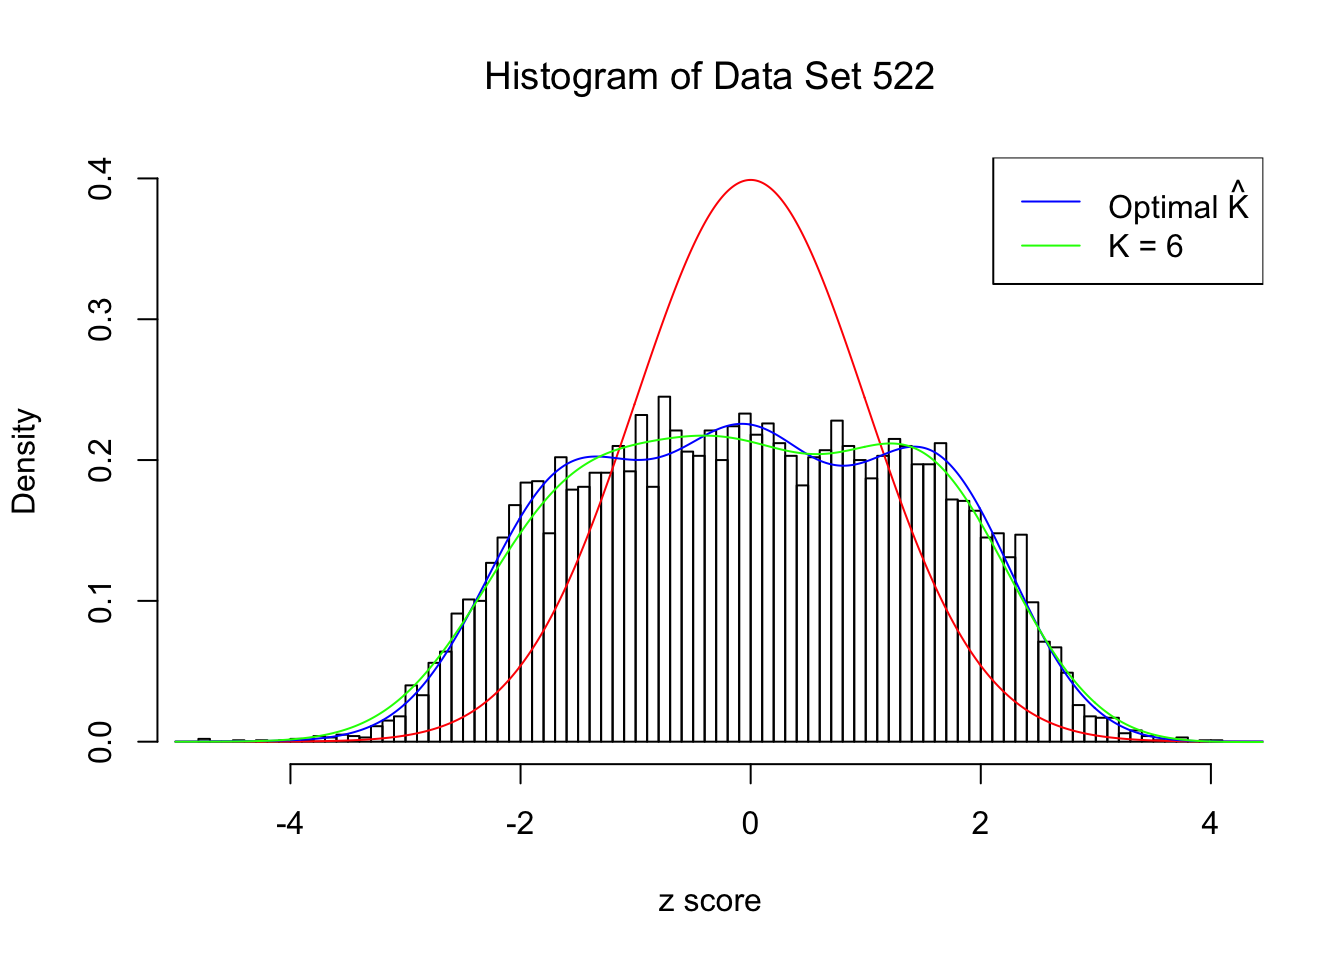 Histogram of Data Set 522
Optimal K̂
K = 6
Density
0.4
0.3
0.2
0.1
0.0
-4 -2 0 2 4
z score